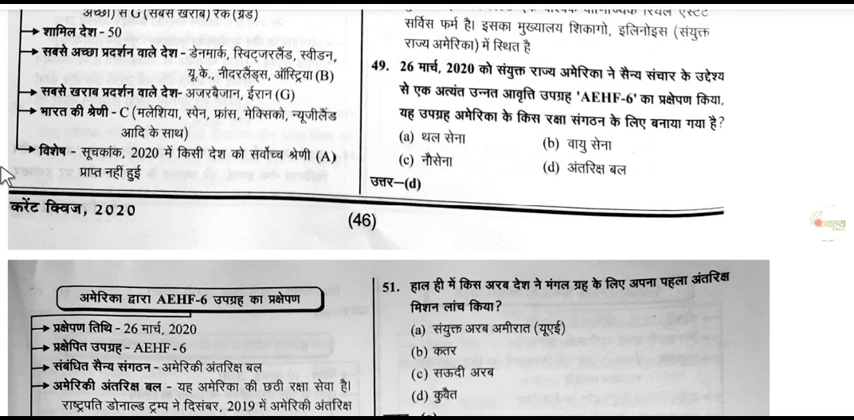 अच्छा) से G (सबसे खराब) रैंक (ग्रेड)
शामिल देश - 50
सबसे अच्छा प्रदर्शन वाले देश - डेनमार्क, स्विट्जरलैंड, स्वीडन,
यू.के., नीदरलैंड्स, ऑस्ट्रिया (B)
सबसे खराब प्रदर्शन वाले देश- अजरबैजान, ईरान (G)
भारत की श्रेणी - C (मलेशिया, स्पेन, फ्रांस, मेक्सिको, न्यूजीलैंड
आदि के साथ)
विशेष - सूचकांक, 2020 में किसी देश को सर्वोच्च श्रेणी (A)
प्राप्त नहीं हुई
रियल एस्टेट
सर्विस फर्म है। इसका मुख्यालय शिकागो, इलिनोइस (संयुक्त
राज्य अमेरिका) में स्थित है
49. 26 मार्च, 2020 को संयुक्त राज्य अमेरिका ने सैन्य संचार के उद्देश्य
से एक अत्यंत उन्नत आवृत्ति उपग्रह 'AEHF-6' का प्रक्षेपण किया.
यह उपग्रह अमेरिका के किस रक्षा संगठन के लिए बनाया गया है?
(a) थल सेना (b) वायु सेना
(c) नौसेना (d) अंतरिक्ष बल
उत्तर—(d)
करेंट क्विज, 2020
(46)
अमेरिका द्वारा AEHF-6 उपग्रह का प्रक्षेपण
प्रक्षेपण तिथि - 26 मार्च, 2020
प्रक्षेपित उपग्रह - AEHF - 6
संबंधित सैन्य संगठन - अमेरिकी अंतरिक्ष बल
अमेरिकी अंतरिक्ष बल - यह अमेरिका की छठी रक्षा सेवा है।
राष्ट्रपति डोनाल्ड ट्रम्प ने दिसंबर, 2019 में अमेरिकी अंतरिक्ष
51. हाल ही में किस अरब देश ने मंगल ग्रह के लिए अपना पहला अंतरिक्ष
मिशन लांच किया?
(a) संयुक्त अरब अमीरात (यूएई)
(b) कतर
(c) सऊदी अरब
(d) कुवैत